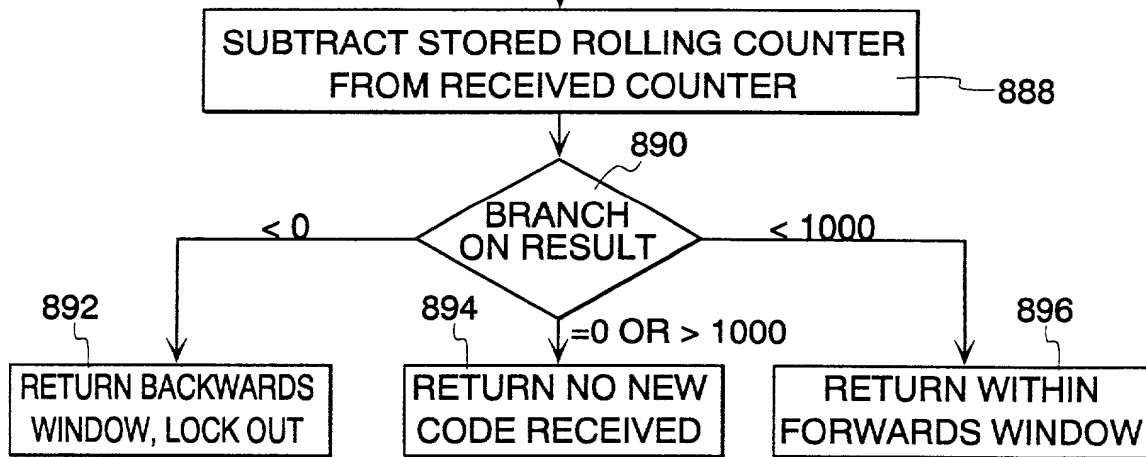 SUBTRACT STORED ROLLING COUNTER
FROM RECEIVED COUNTER
888
890
BRANCH
ON RESULT
< 0
< 1000
=0 OR > 1000
892
RETURN BACKWARDS
WINDOW, LOCK OUT
894
RETURN NO NEW
CODE RECEIVED
896
RETURN WITHIN
FORWARDS WINDOW